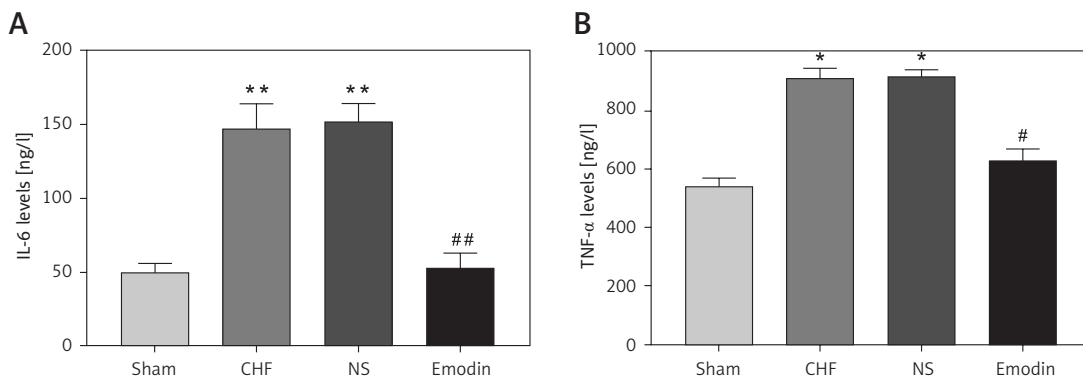 A
IL-6 levels [ng/l]
200
150
100
50
0
**
**
##
Sham CHF NS Emodin
B
TNF-α levels [ng/l]
1000
800
600
400
200
0
*
*
#
Sham CHF NS Emodin